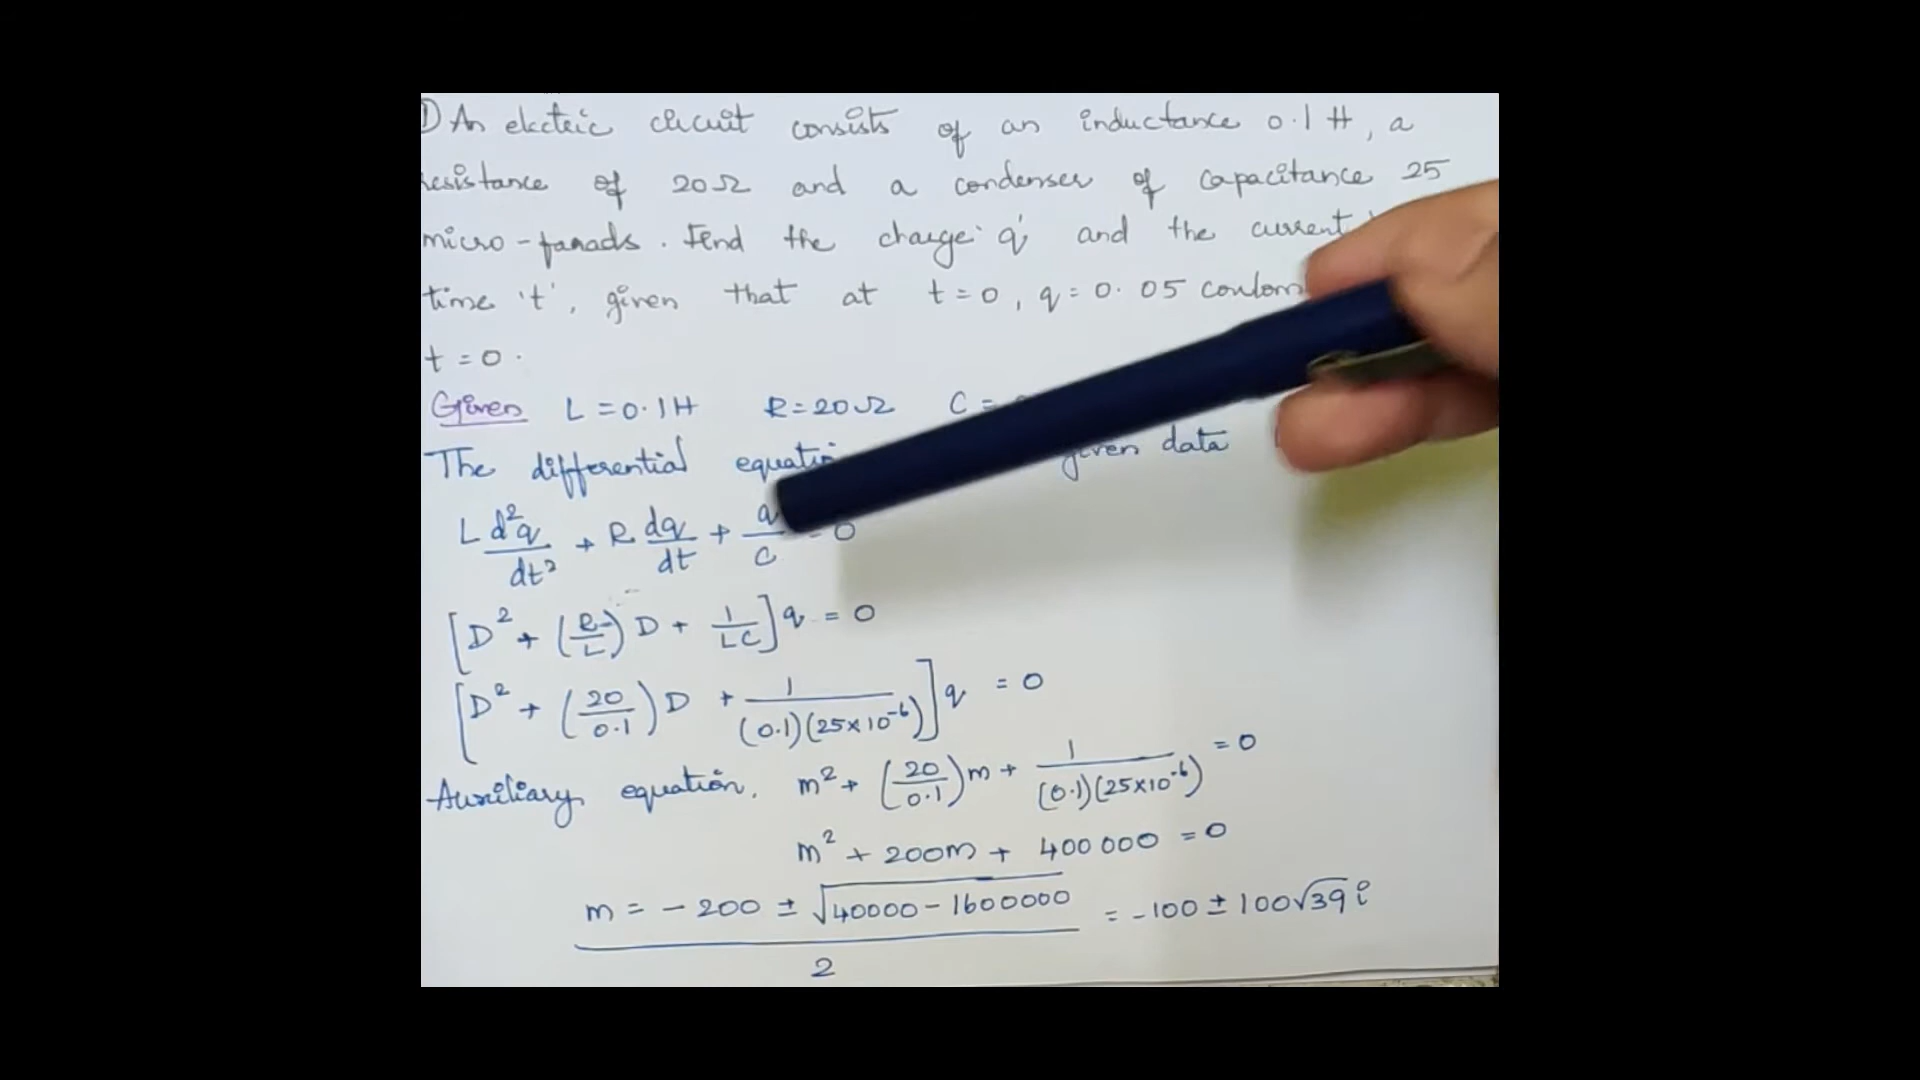 1) An electric circuit consists of an inductance 0.1 H, a
resistance of 20Ω and a condenser of capacitance 25
micro-farads. Find the charge 'q' and the current
time 't', given that at t=0, q=0.05 coulom
t=0.
Given L=0.1H R=20Ω C=
The differential equatio given data
L d²q/dt² + R dq/dt + q/c = 0
[D² + (R/L)D + 1/LC]q = 0
[D² + (20/0.1)D + 1/(0.1)(25×10⁻⁶)]q = 0
Auxiliary equation, m² + (20/0.1)m + 1/(0.1)(25×10⁻⁶) = 0
m² + 200m + 400000 = 0
m = -200 ± √40000-1600000 / 2 = -100 ± 100√39 i